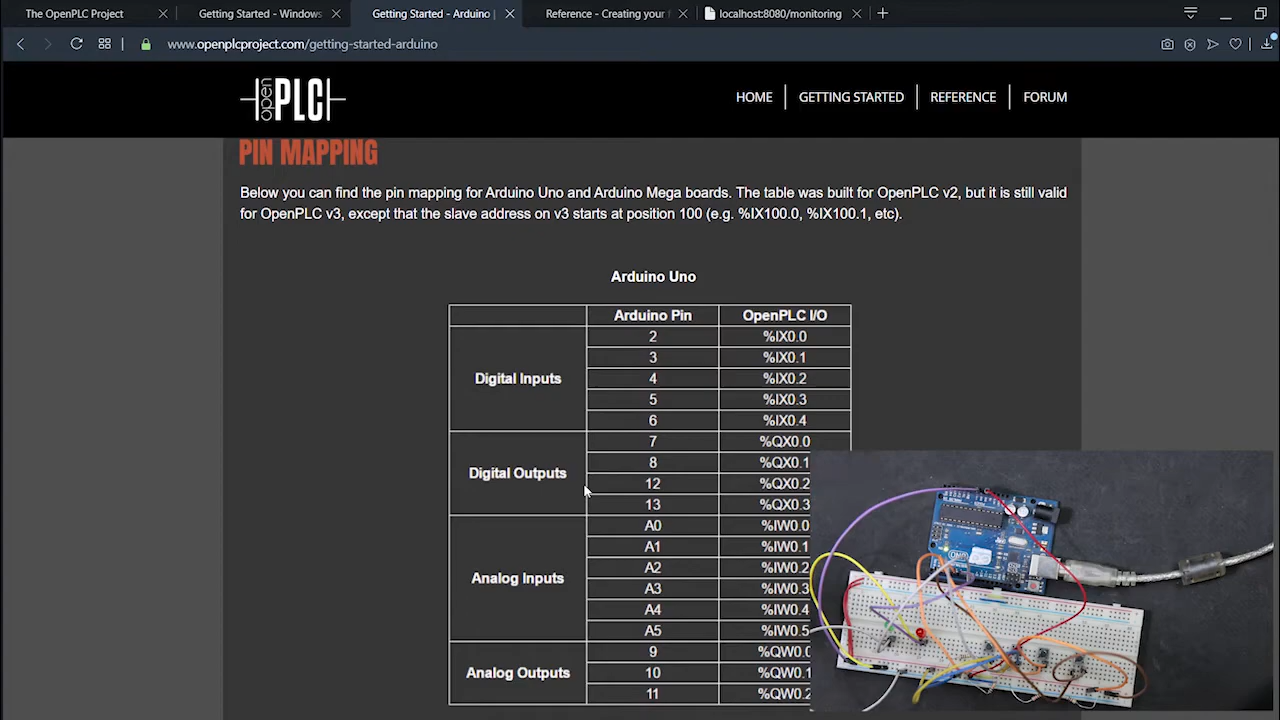 The OpenPLC Project
Getting Started - Windows
Getting Started - Arduino |
Reference - Creating your f
localhost:8080/monitoring
www.openplcproject.com/getting-started-arduino
open PLC
HOME
GETTING STARTED
REFERENCE
FORUM
PIN MAPPING
Below you can find the pin mapping for Arduino Uno and Arduino Mega boards. The table was built for OpenPLC v2, but it is still valid
for OpenPLC v3, except that the slave address on v3 starts at position 100 (e.g. %IX100.0, %IX100.1, etc).
Arduino Uno
Arduino Pin OpenPLC I/O
Digital Inputs
2 %IX0.0
3 %IX0.1
4 %IX0.2
5 %IX0.3
6 %IX0.4
Digital Outputs
7 %QX0.0
8 %QX0.1
12 %QX0.2
13 %QX0.3
Analog Inputs
A0 %IW0.0
A1 %IW0.1
A2 %IW0.2
A3 %IW0.3
A4 %IW0.4
A5 %IW0.5
Analog Outputs
9 %QW0.0
10 %QW0.1
11 %QW0.2